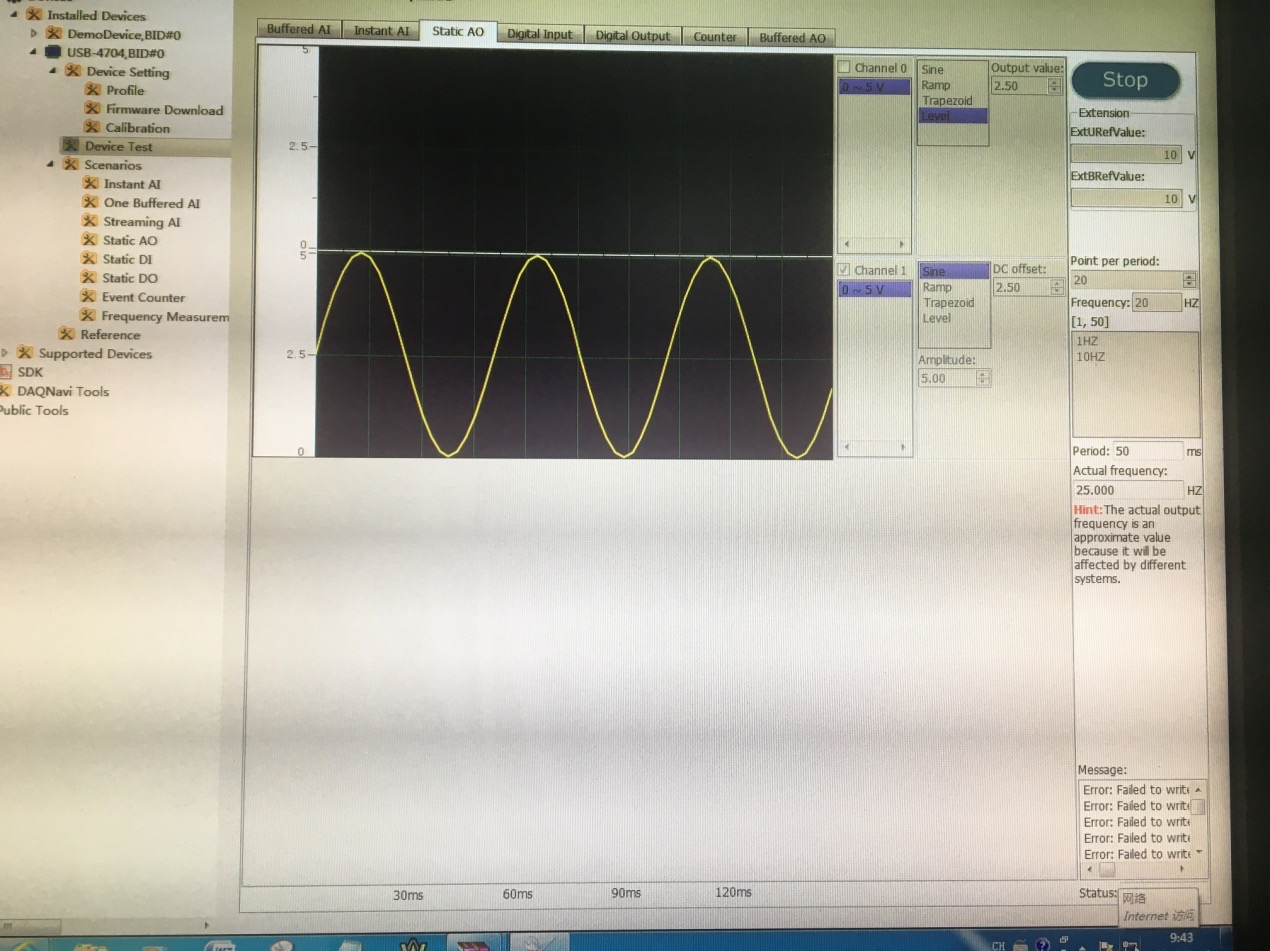 Installed Devices
DemoDevice,BID#0
USB-4704,BID#0
Device Setting
Profile
Firmware Download
Calibration
Device Test
Scenarios
Instant AI
One Buffered AI
Streaming AI
Static AO
Static DI
Static DO
Event Counter
Frequency Measurem
Reference
Supported Devices
SDK
DAQNavi Tools
Public Tools
Buffered AI
Instant AI
Static AO
Digital Input
Digital Output
Counter
Buffered AO
5
2.5
0
5
2.5
0
Channel 0
0 ~ 5 V
Sine
Ramp
Trapezoid
Level
Output value:
2.50
Channel 1
0 ~ 5 V
Sine
Ramp
Trapezoid
Level
DC offset:
2.50
Amplitude:
5.00
Stop
Extension
ExtURefValue:
10 V
ExtBRefValue:
10 V
Point per period:
20
Frequency: 20 HZ
[1, 50]
1HZ
10HZ
Period: 50 ms
Actual frequency:
25.000 HZ
Hint:The actual output
frequency is an
approximate value
because it will be
affected by different
systems.
Message:
Error: Failed to write
Error: Failed to write
Error: Failed to write
Error: Failed to write
Error: Failed to write
Status:
30ms
60ms
90ms
120ms
网络
Internet 访问
CH
9:43